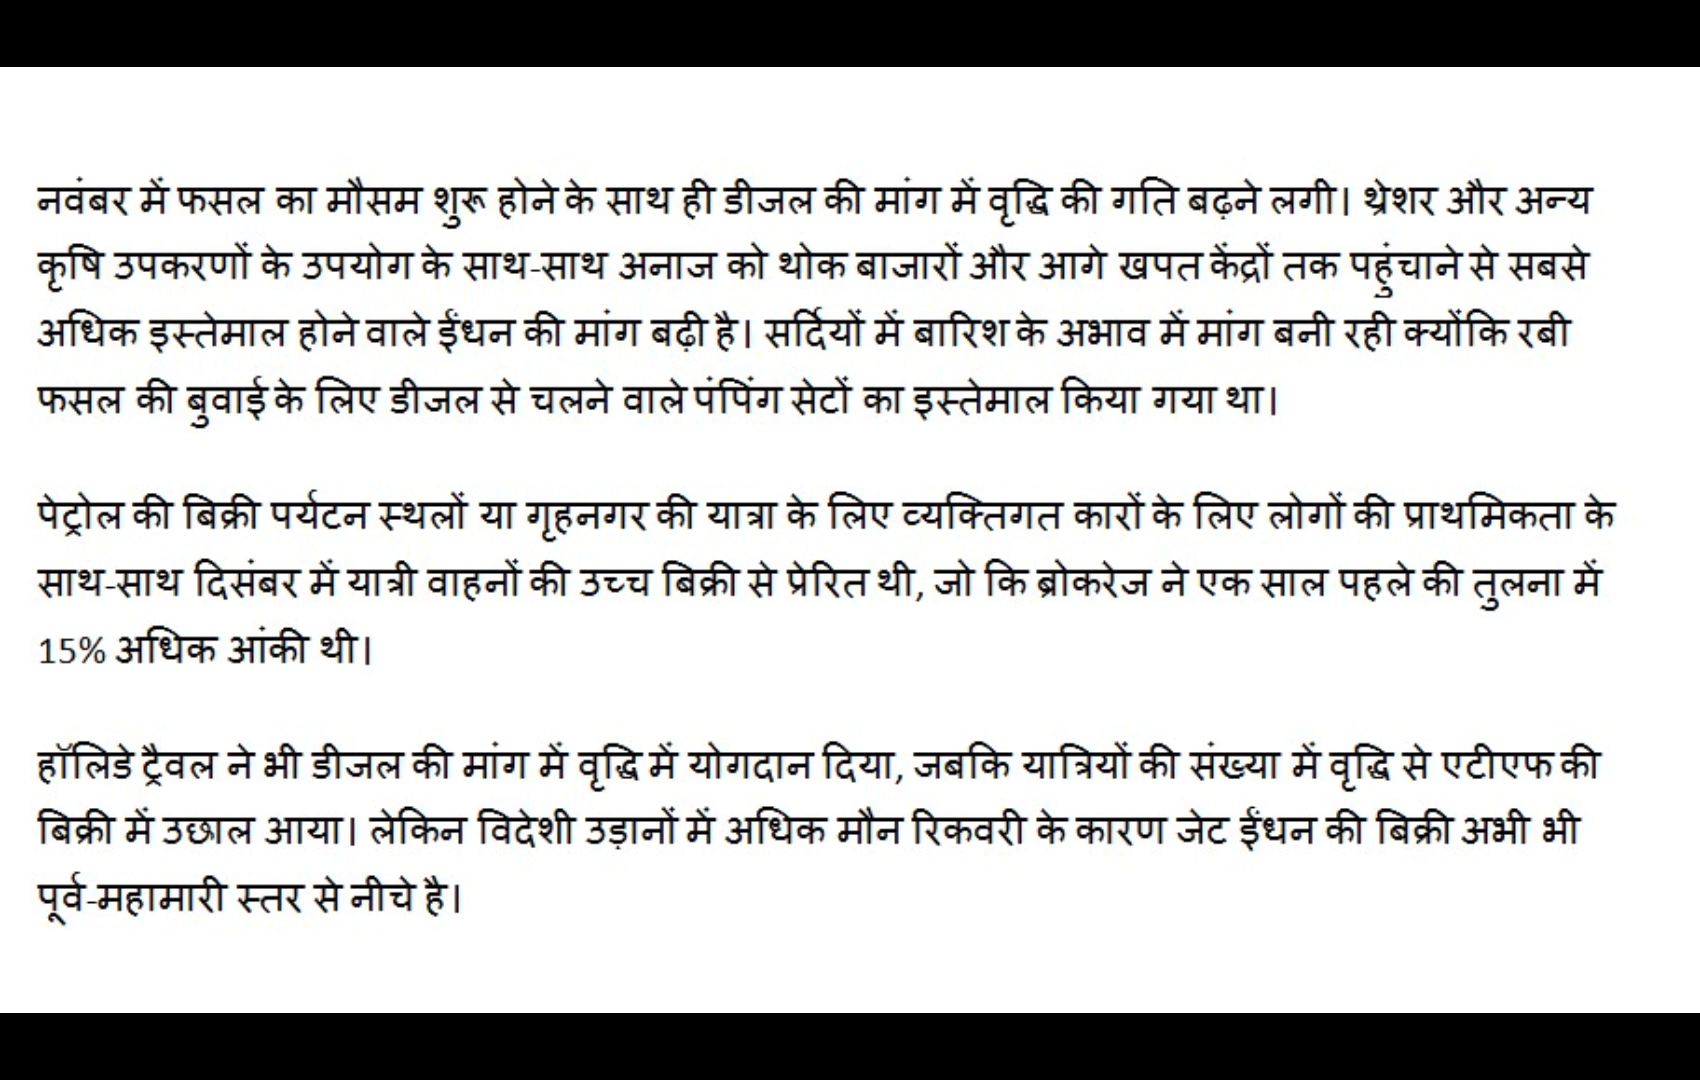 नवंबर में फसल का मौसम शुरू होने के साथ ही डीजल की मांग में वृद्धि की गति बढ़ने लगी। थ्रेशर और अन्य
कृषि उपकरणों के उपयोग के साथ-साथ अनाज को थोक बाजारों और आगे खपत केंद्रों तक पहुंचाने से सबसे
अधिक इस्तेमाल होने वाले ईंधन की मांग बढ़ी है। सर्दियों में बारिश के अभाव में मांग बनी रही क्योंकि रबी
फसल की बुवाई के लिए डीजल से चलने वाले पंपिंग सेटों का इस्तेमाल किया गया था।
पेट्रोल की बिक्री पर्यटन स्थलों या गृहनगर की यात्रा के लिए व्यक्तिगत कारों के लिए लोगों की प्राथमिकता के
साथ-साथ दिसंबर में यात्री वाहनों की उच्च बिक्री से प्रेरित थी, जो कि ब्रोकरेज ने एक साल पहले की तुलना में
15% अधिक आंकी थी।
हॉलिडे ट्रैवल ने भी डीजल की मांग में वृद्धि में योगदान दिया, जबकि यात्रियों की संख्या में वृद्धि से एटीएफ की
बिक्री में उछाल आया। लेकिन विदेशी उड़ानों में अधिक मौन रिकवरी के कारण जेट ईंधन की बिक्री अभी भी
पूर्व-महामारी स्तर से नीचे है।